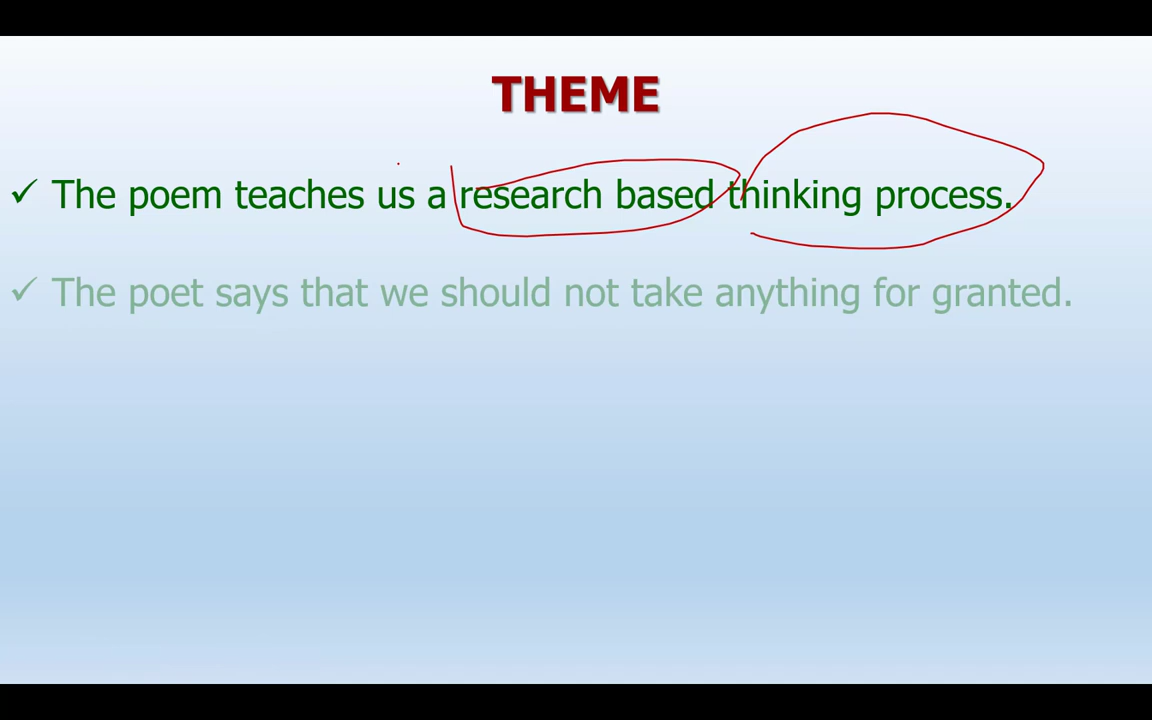 THEME
✓ The poem teaches us a research based thinking process.
✓ The poet says that we should not take anything for granted.